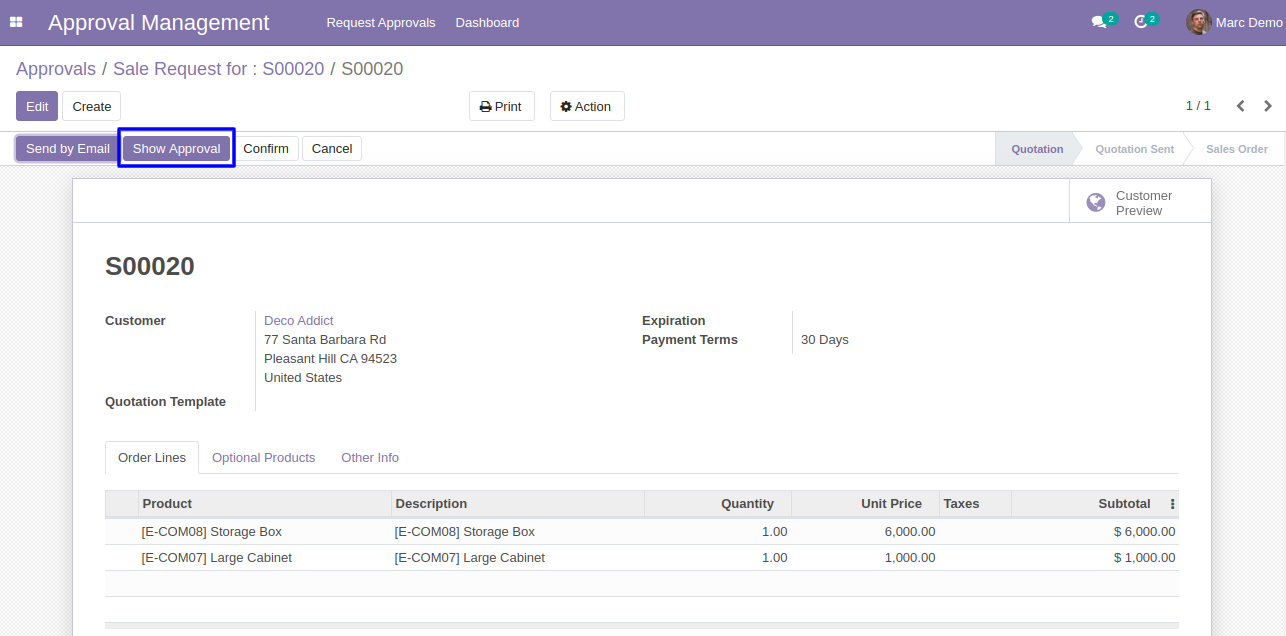 Approval Management Request Approvals Dashboard 2 2 Marc Demo
Approvals / Sale Request for : S00020 / S00020
Edit Create Print Action 1 / 1
Send by Email Show Approval Confirm Cancel Quotation Quotation Sent Sales Order
Customer
Preview
S00020
Customer Deco Addict Expiration
77 Santa Barbara Rd Payment Terms 30 Days
Pleasant Hill CA 94523
United States
Quotation Template
Order Lines Optional Products Other Info
Product Description Quantity Unit Price Taxes Subtotal
[E-COM08] Storage Box [E-COM08] Storage Box 1.00 6,000.00 $ 6,000.00
[E-COM07] Large Cabinet [E-COM07] Large Cabinet 1.00 1,000.00 $ 1,000.00